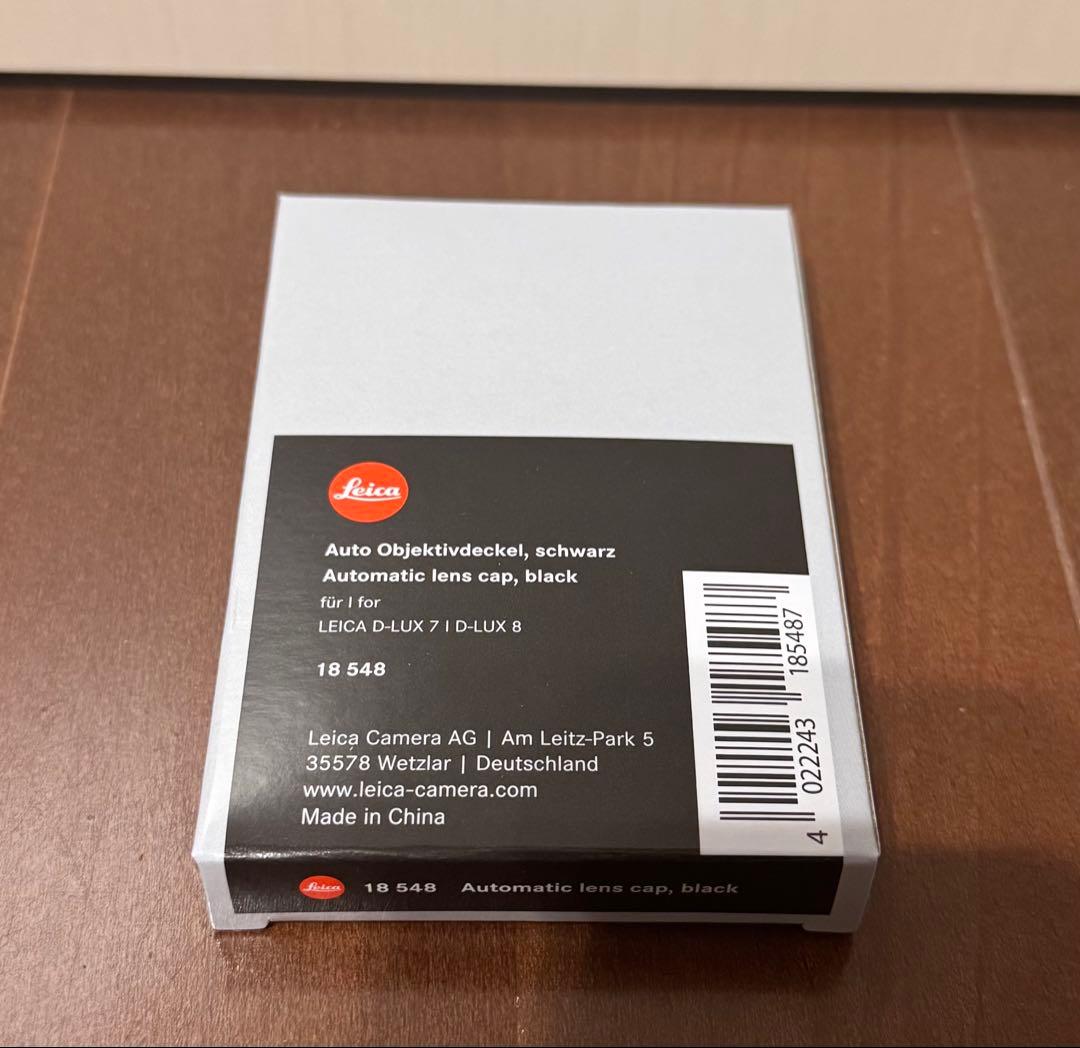 Leica
Auto Objektivdeckel, schwarz
Automatic lens cap, black
für I for
LEICA D-LUX 7 I D-LUX 8
18 548
Leica Camera AG | Am Leitz-Park 5
35578 Wetzlar | Deutschland
www.leica-camera.com
Made in China
4 022243 185487
Leica 18 548 Automatic lens cap, black